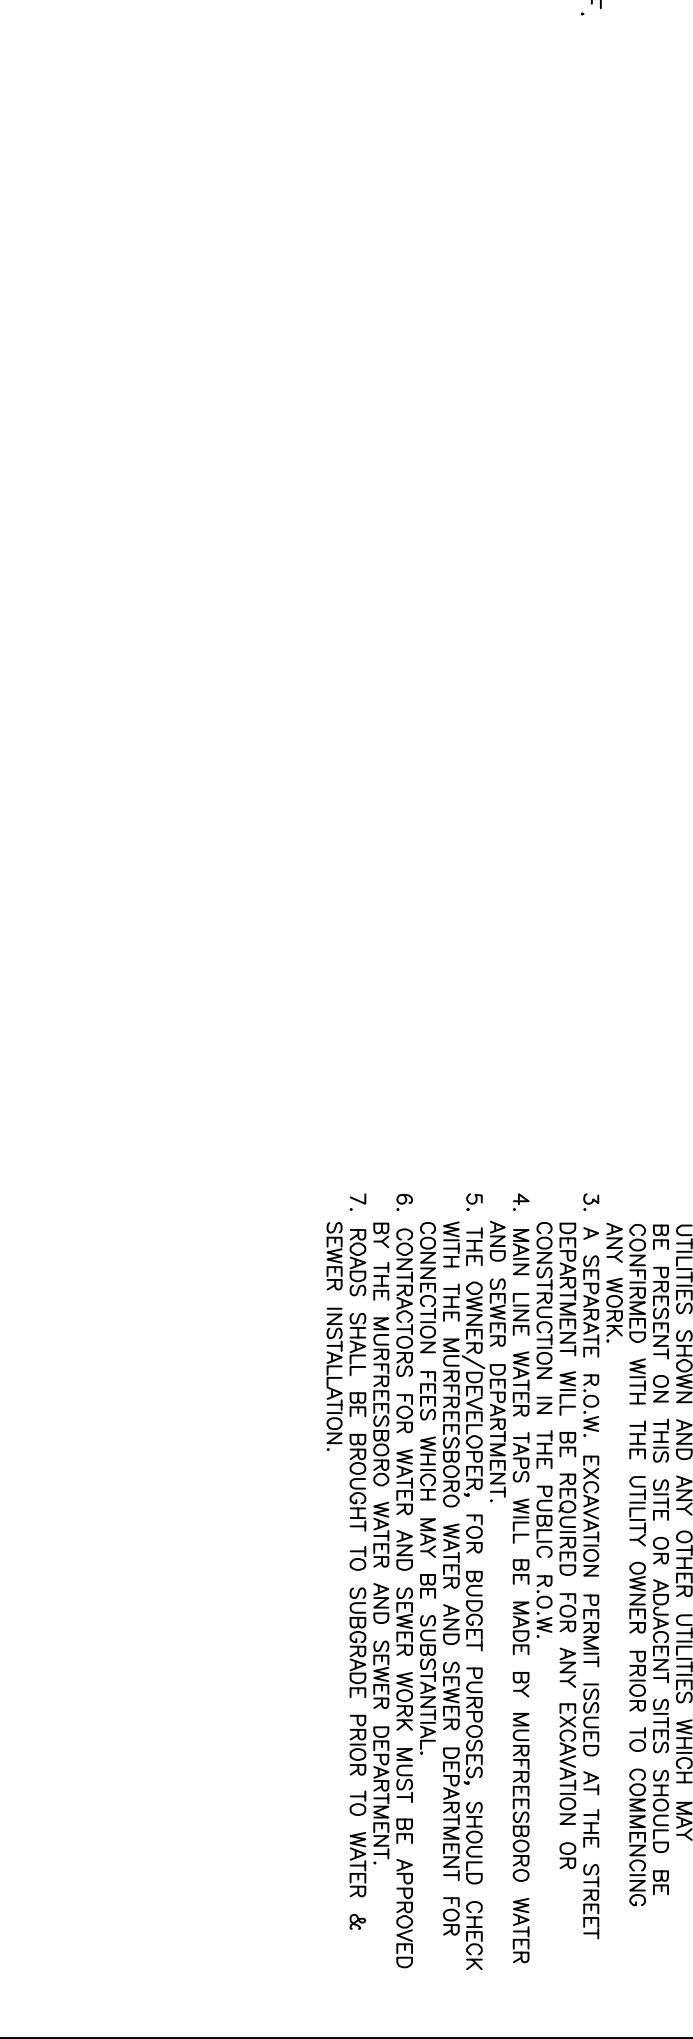 UTILITIES SHOWN AND ANY OTHER UTILITIES WHICH MAY
BE PRESENT ON THIS SITE OR ADJACENT SITES SHOULD BE
CONFIRMED WITH THE UTILITY OWNER PRIOR TO COMMENCING
ANY WORK.
3. A SEPARATE R.O.W. EXCAVATION PERMIT ISSUED AT THE STREET
DEPARTMENT WILL BE REQUIRED FOR ANY EXCAVATION OR
CONSTRUCTION IN THE PUBLIC R.O.W.
4. MAIN LINE WATER TAPS WILL BE MADE BY MURFREESBORO WATER
AND SEWER DEPARTMENT.
5. THE OWNER/DEVELOPER, FOR BUDGET PURPOSES, SHOULD CHECK
WITH THE MURFREESBORO WATER AND SEWER DEPARTMENT FOR
CONNECTION FEES WHICH MAY BE SUBSTANTIAL.
6. CONTRACTORS FOR WATER AND SEWER WORK MUST BE APPROVED
BY THE MURFREESBORO WATER AND SEWER DEPARTMENT.
7. ROADS SHALL BE BROUGHT TO SUBGRADE PRIOR TO WATER &
SEWER INSTALLATION.